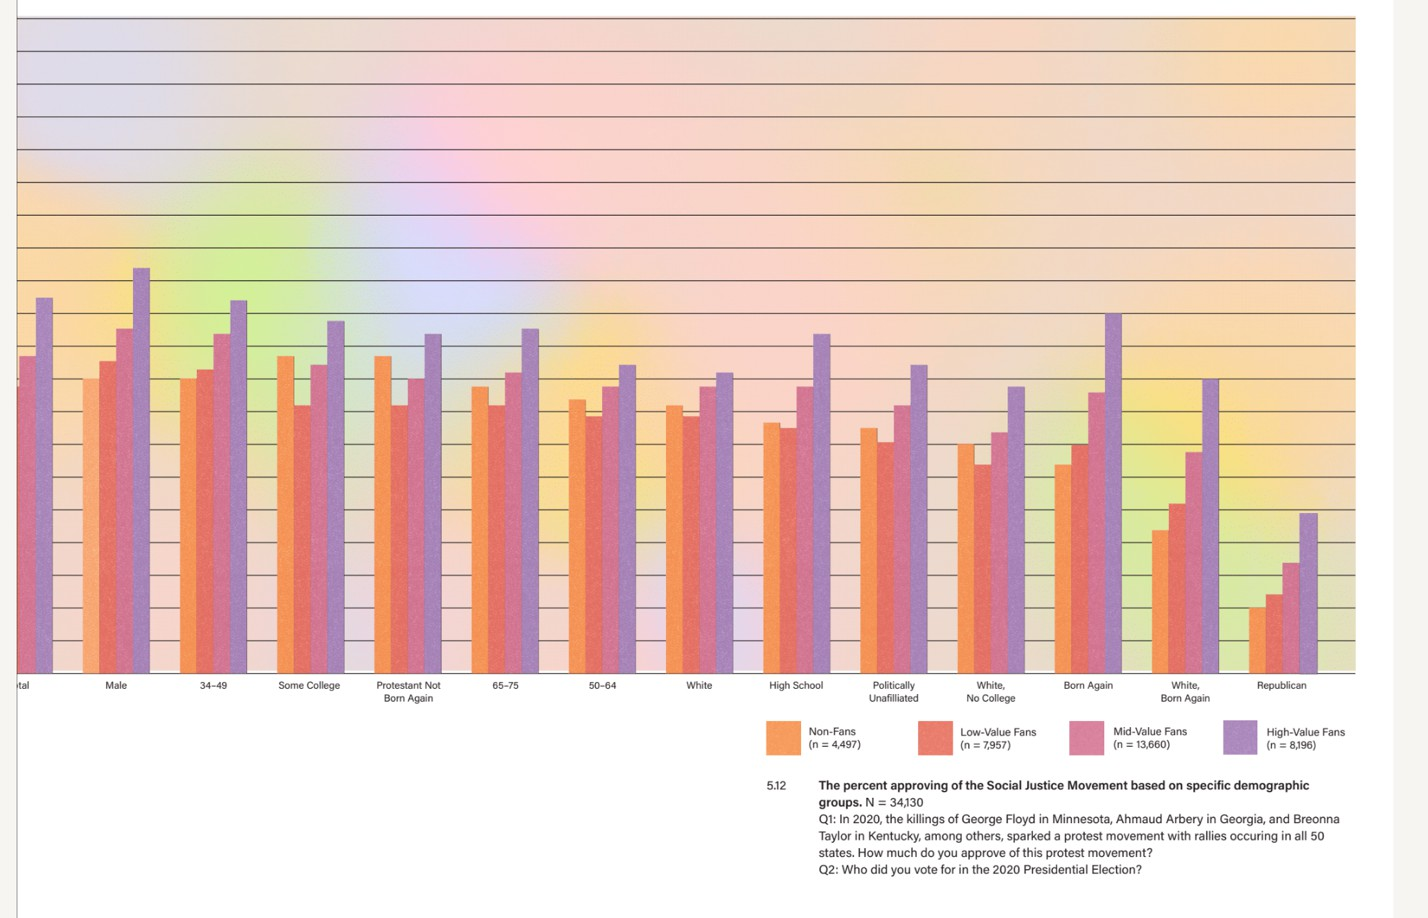 otal
Male
34–49
Some College
Protestant Not
Born Again
65–75
50–64
White
High School
Politically
Unafilliated
White,
No College
Born Again
White,
Born Again
Republican
Non-Fans
(n = 4,497)
Low-Value Fans
(n = 7,957)
Mid-Value Fans
(n = 13,660)
High-Value Fans
(n = 8,196)
5.12
The percent approving of the Social Justice Movement based on specific demographic
groups. N = 34,130
Q1: In 2020, the killings of George Floyd in Minnesota, Ahmaud Arbery in Georgia, and Breonna
Taylor in Kentucky, among others, sparked a protest movement with rallies occuring in all 50
states. How much do you approve of this protest movement?
Q2: Who did you vote for in the 2020 Presidential Election?